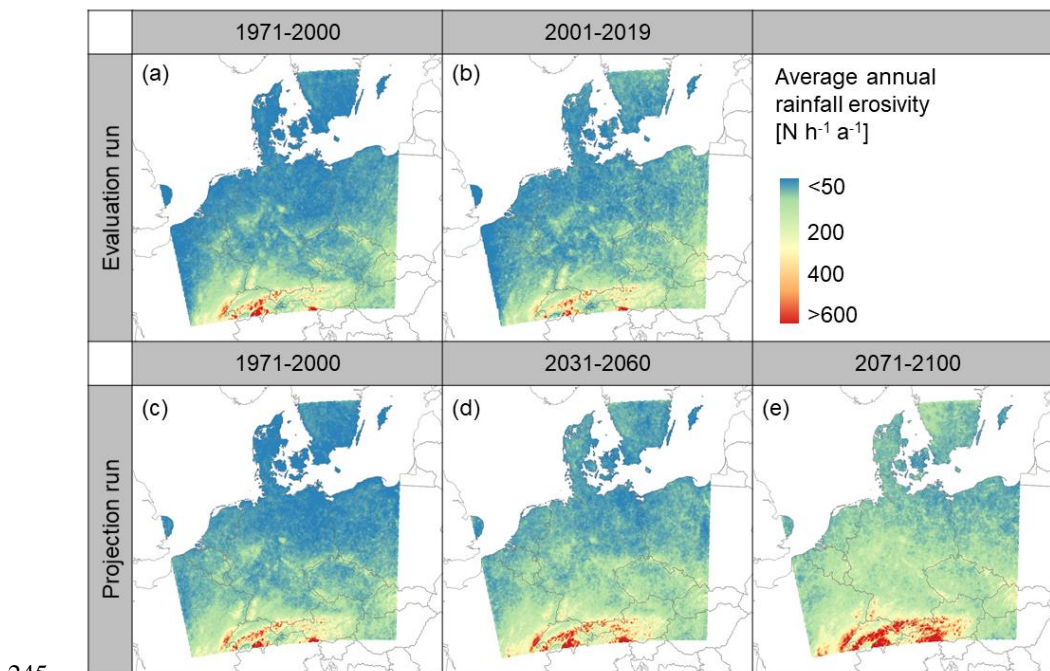 1971-2000
2001-2019
Evaluation run
(a)
(b)
Average annual
rainfall erosivity
[N h⁻¹ a⁻¹]
<50
200
400
>600
1971-2000
2031-2060
2071-2100
Projection run
(c)
(d)
(e)